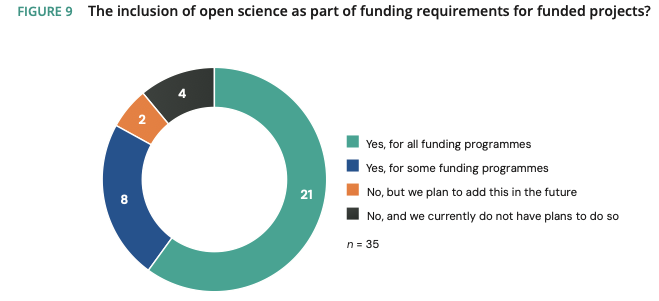 FIGURE 9 The inclusion of open science as part of funding requirements for funded projects?
4
2
8
21
Yes, for all funding programmes
Yes, for some funding programmes
No, but we plan to add this in the future
No, and we currently do not have plans to do so
n = 35